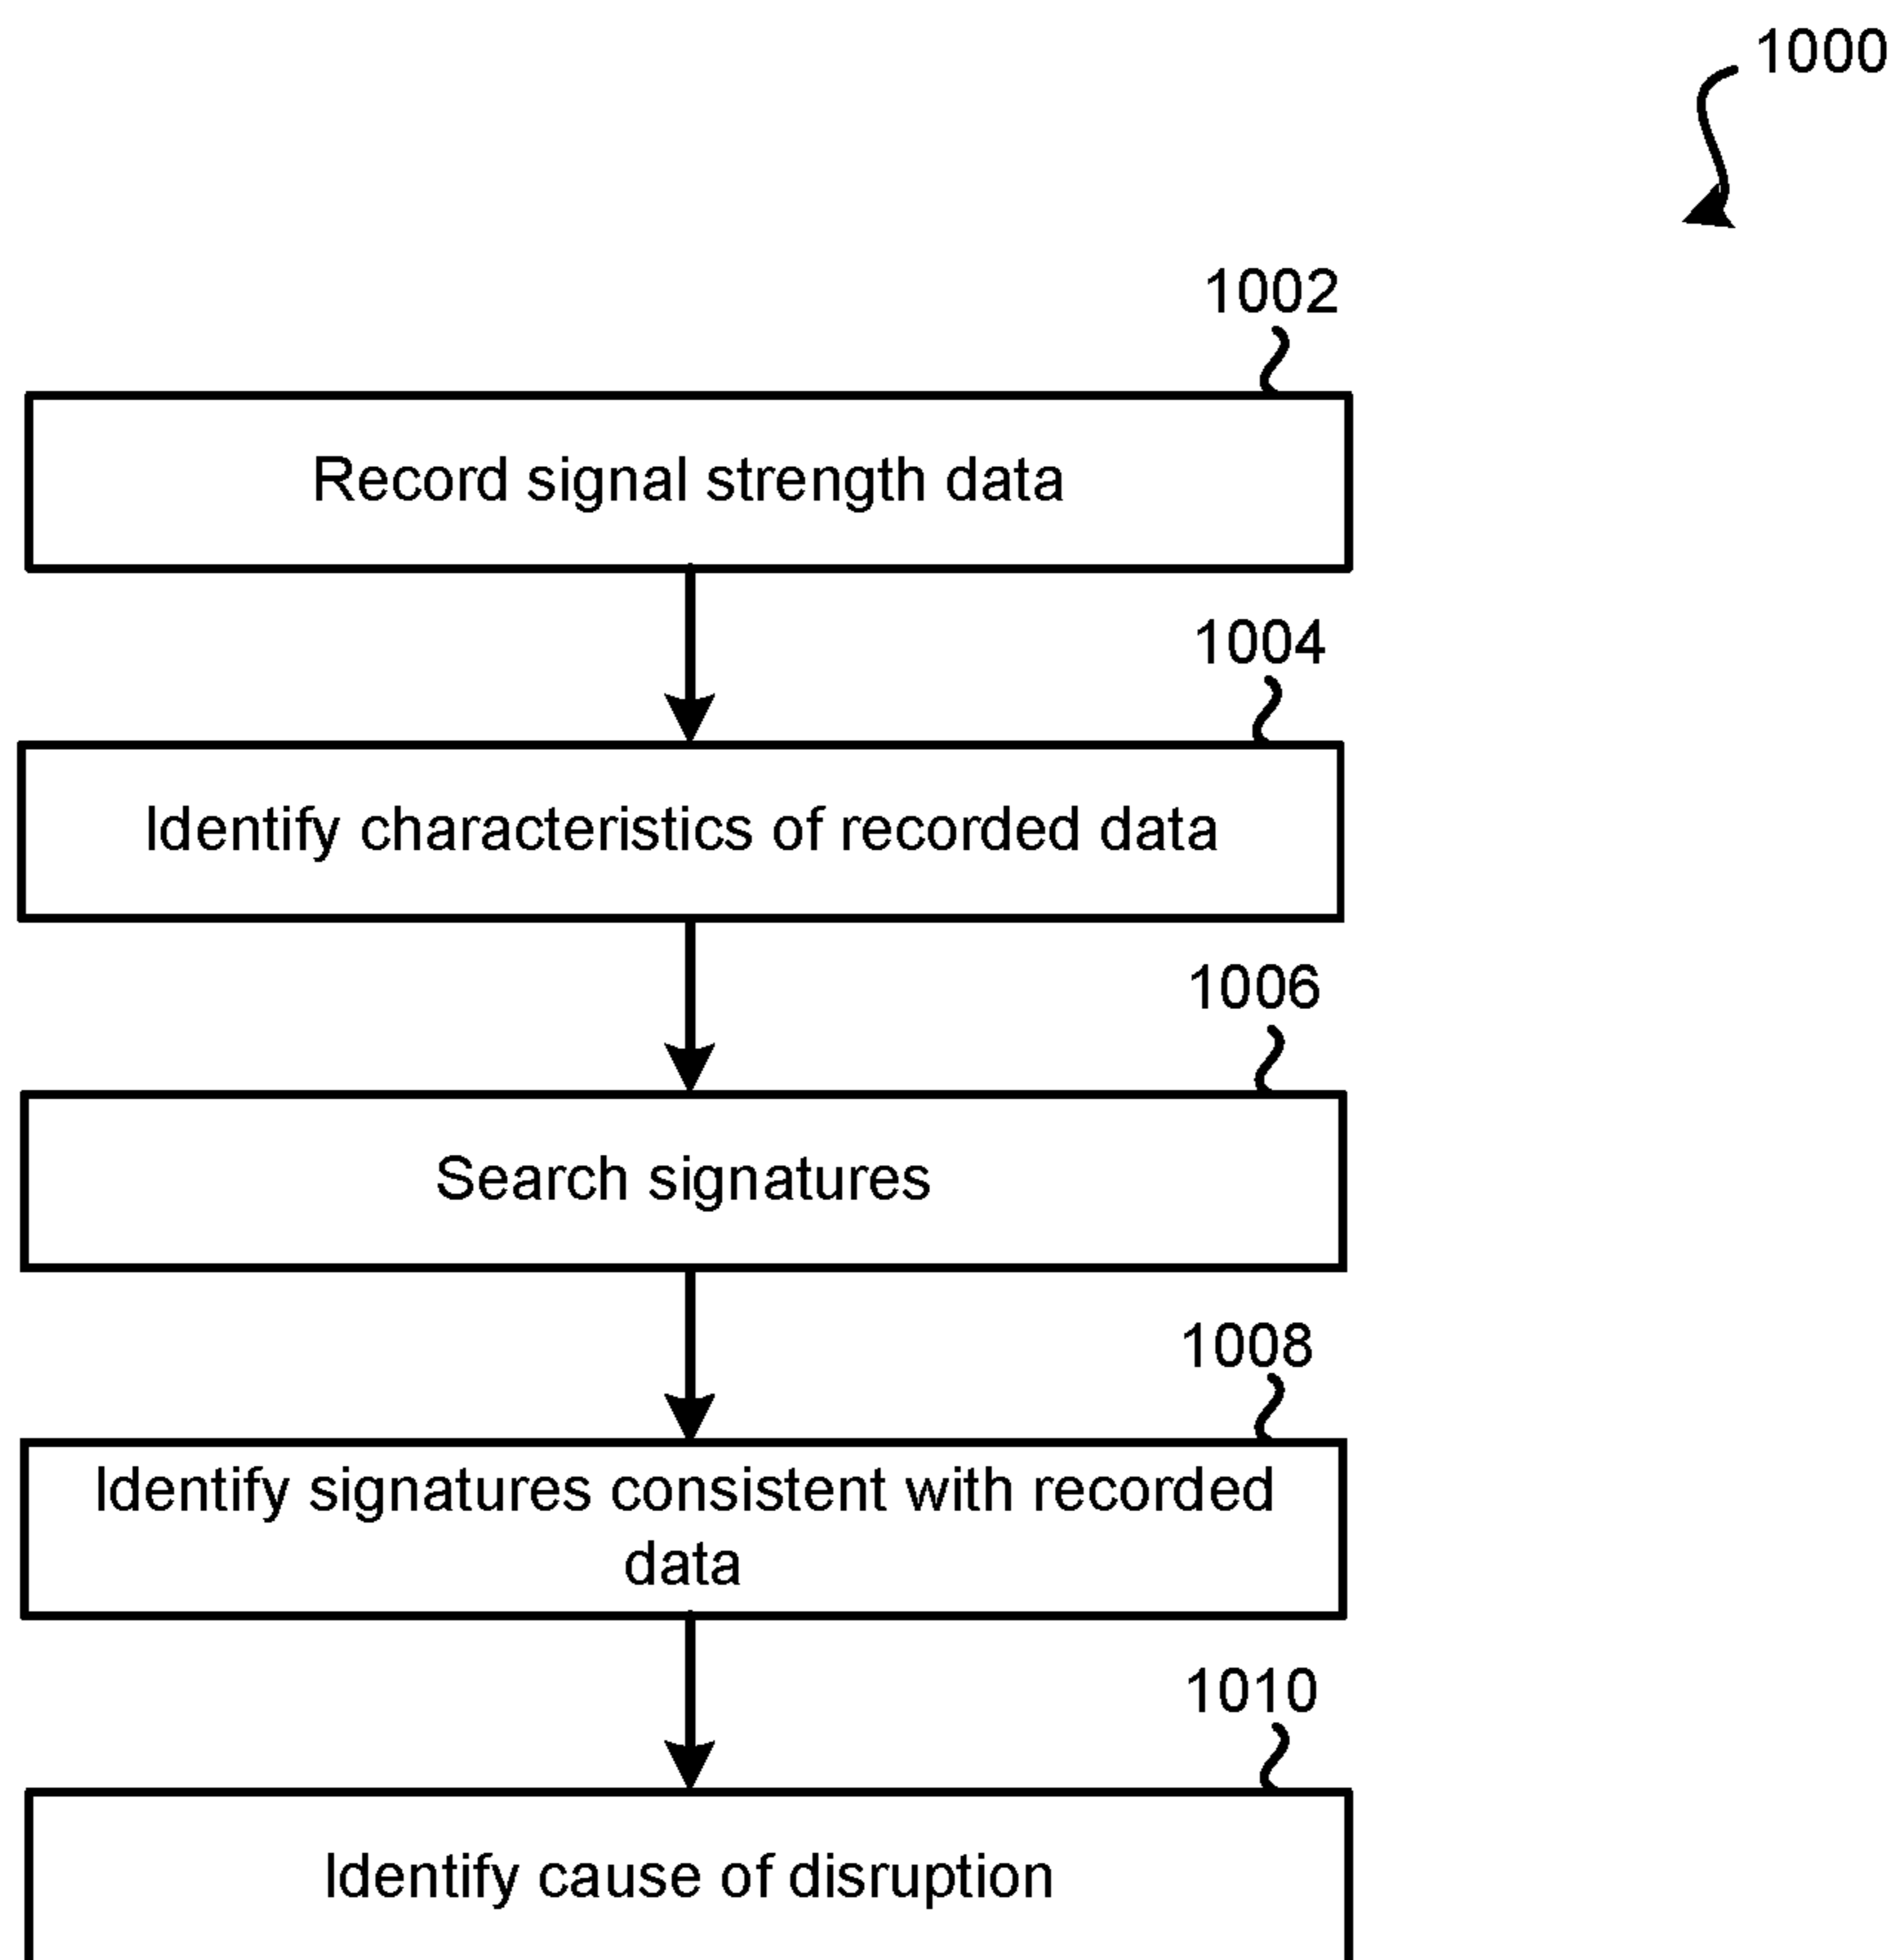 1000
1002
Record signal strength data
1004
Identify characteristics of recorded data
1006
Search signatures
1008
Identify signatures consistent with recorded
data
1010
Identify cause of disruption